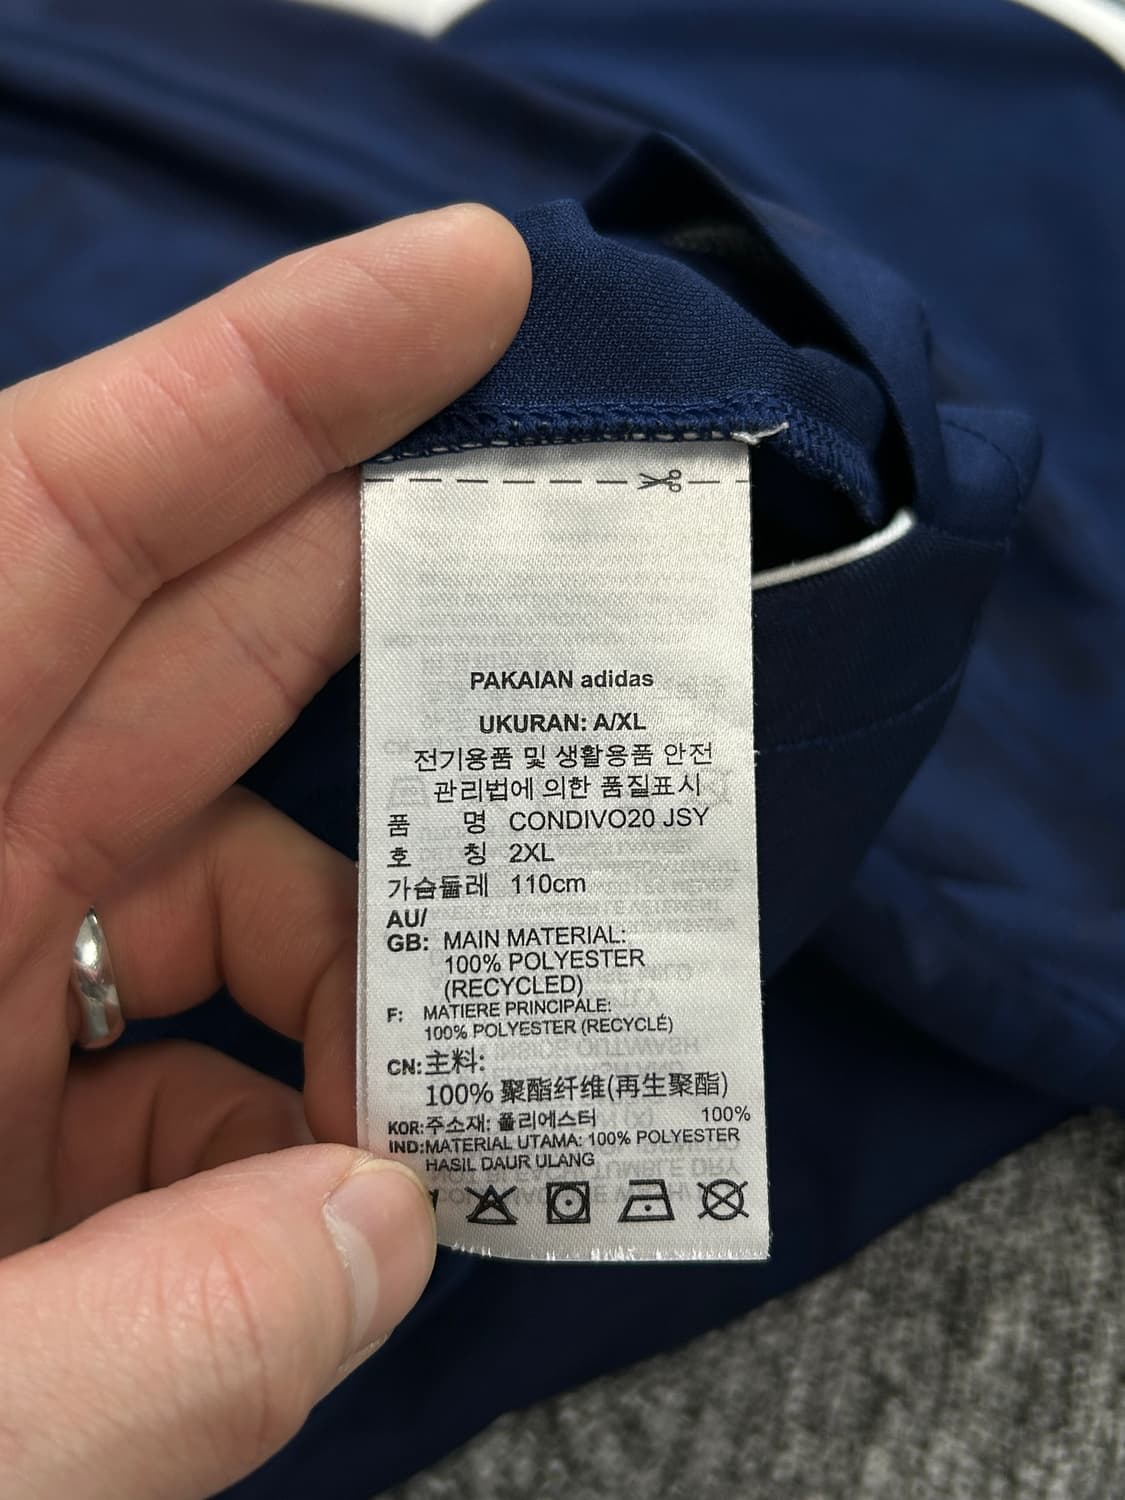 PAKAIAN adidas
UKURAN: A/XL
전기용품 및 생활용품 안전
관리법에 의한 품질표시
품 명 CONDIVO20 JSY
호 칭 2XL
가슴둘레 110cm
AU/
GB: MAIN MATERIAL:
100% POLYESTER
(RECYCLED)
F: MATIERE PRINCIPALE:
100% POLYESTER (RECYCLÉ)
CN:主料:
100% 聚酯纤维(再生聚酯)
KOR:주소재: 폴리에스터 100%
IND:MATERIAL UTAMA: 100% POLYESTER
HASIL DAUR ULANG